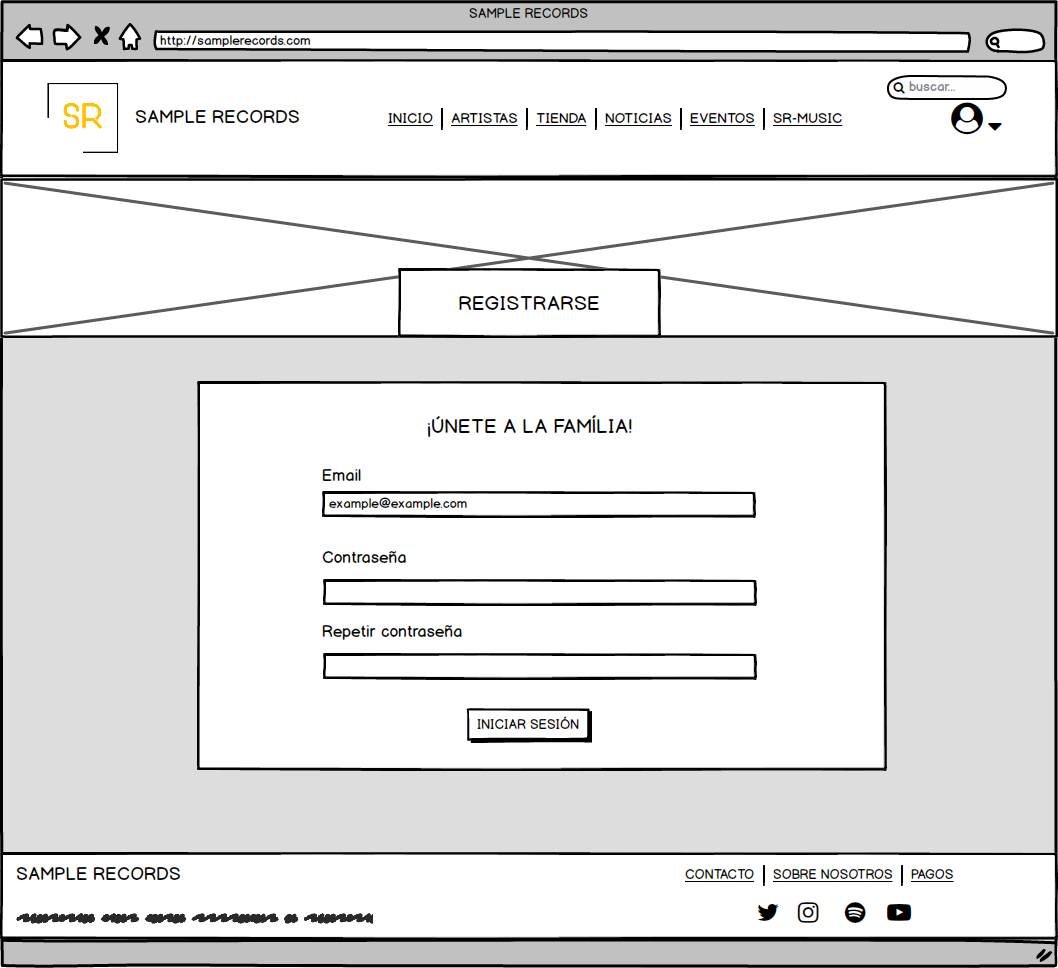 SAMPLE RECORDS
http://samplerecords.com
buscar...
SR
SAMPLE RECORDS
INICIO ARTISTAS TIENDA NOTICIAS EVENTOS SR-MUSIC
REGISTRARSE
¡ÚNETE A LA FAMÍLIA!
Email
example@example.com
Contraseña
Repetir contraseña
INICIAR SESIÓN
SAMPLE RECORDS
CONTACTO SOBRE NOSOTROS PAGOS